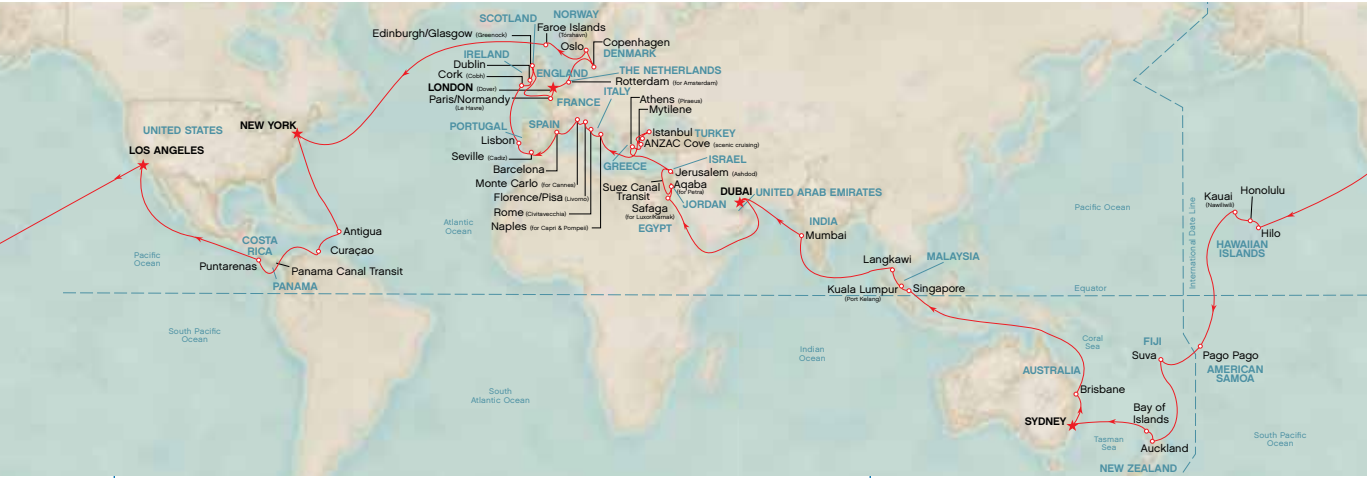 SCOTLAND
NORWAY
Faroe Islands
(Tórshavn)
Edinburgh/Glasgow (Greenock)
Oslo
Copenhagen
DENMARK
IRELAND
Dublin
ENGLAND
THE NETHERLANDS
Cork (Cobh)
Rotterdam (for Amsterdam)
LONDON (Dover)
ITALY
Paris/Normandy
(Le Havre)
FRANCE
Athens (Piraeus)
Mytilene
NEW YORK
UNITED STATES
PORTUGAL
SPAIN
Istanbul
TURKEY
Lisbon
ANZAC Cove (scenic cruising)
LOS ANGELES
Seville (Cadiz)
GREECE
ISRAEL
Barcelona
Jerusalem (Ashdod)
Monte Carlo (for Cannes)
Suez Canal
Transit
Aqaba
(for Petra)
DUBAI
UNITED ARAB EMIRATES
Florence/Pisa (Livorno)
JORDAN
Safaga
(for Luxor/Karnak)
Rome (Civitavecchia)
EGYPT
Naples (for Capri & Pompeii)
Kauai
(Nawiliwili)
Honolulu
Pacific Ocean
International Date Line
Hilo
HAWAIIAN
ISLANDS
Atlantic
Ocean
INDIA
Mumbai
Antigua
COSTA
RICA
Curaçao
Pacific
Ocean
Puntarenas
Panama Canal Transit
PANAMA
Langkawi
MALAYSIA
Kuala Lumpur
(Port Kelang)
Singapore
Equator
South Pacific
Ocean
Indian
Ocean
Coral
Sea
FIJI
Suva
Pago Pago
AMERICAN
SAMOA
AUSTRALIA
Brisbane
South
Atlantic Ocean
Bay of
Islands
SYDNEY
Tasman
Sea
Auckland
South Pacific
Ocean
NEW ZEALAND